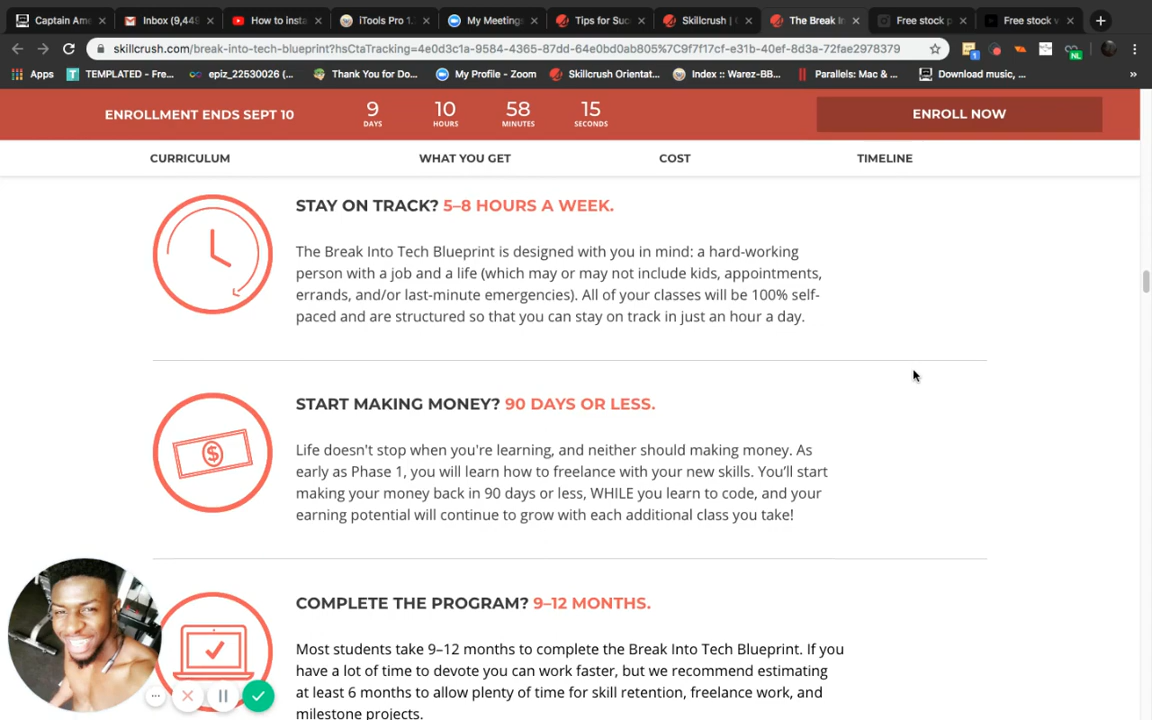 Captain Ame
Inbox (9,44
How to insta
iTools Pro 1.
My Meetings
Tips for Suc
Skillcrush | 
The Break In
Free stock p
Free stock v
skillcrush.com/break-into-tech-blueprint?hsCtaTracking=4e0d3c1a-9584-4365-87dd-64e0bd0ab805%7C9f7f17cf-e31b-40ef-8d3a-72fae2978379
Apps
TEMPLATED - Fre...
epiz_22530026 (...
Thank You for Do...
My Profile - Zoom
Skillcrush Orientat...
Index :: Warez-BB...
Parallels: Mac & ...
Download music, ...
»
ENROLLMENT ENDS SEPT 10
9 10 58 15
DAYS HOURS MINUTES SECONDS
ENROLL NOW
CURRICULUM WHAT YOU GET COST TIMELINE
STAY ON TRACK? 5–8 HOURS A WEEK.
The Break Into Tech Blueprint is designed with you in mind: a hard-working
person with a job and a life (which may or may not include kids, appointments,
errands, and/or last-minute emergencies). All of your classes will be 100% self-
paced and are structured so that you can stay on track in just an hour a day.
START MAKING MONEY? 90 DAYS OR LESS.
Life doesn't stop when you're learning, and neither should making money. As
early as Phase 1, you will learn how to freelance with your new skills. You'll start
making your money back in 90 days or less, WHILE you learn to code, and your
earning potential will continue to grow with each additional class you take!
COMPLETE THE PROGRAM? 9–12 MONTHS.
Most students take 9–12 months to complete the Break Into Tech Blueprint. If you
have a lot of time to devote you can work faster, but we recommend estimating
at least 6 months to allow plenty of time for skill retention, freelance work, and
milestone projects.